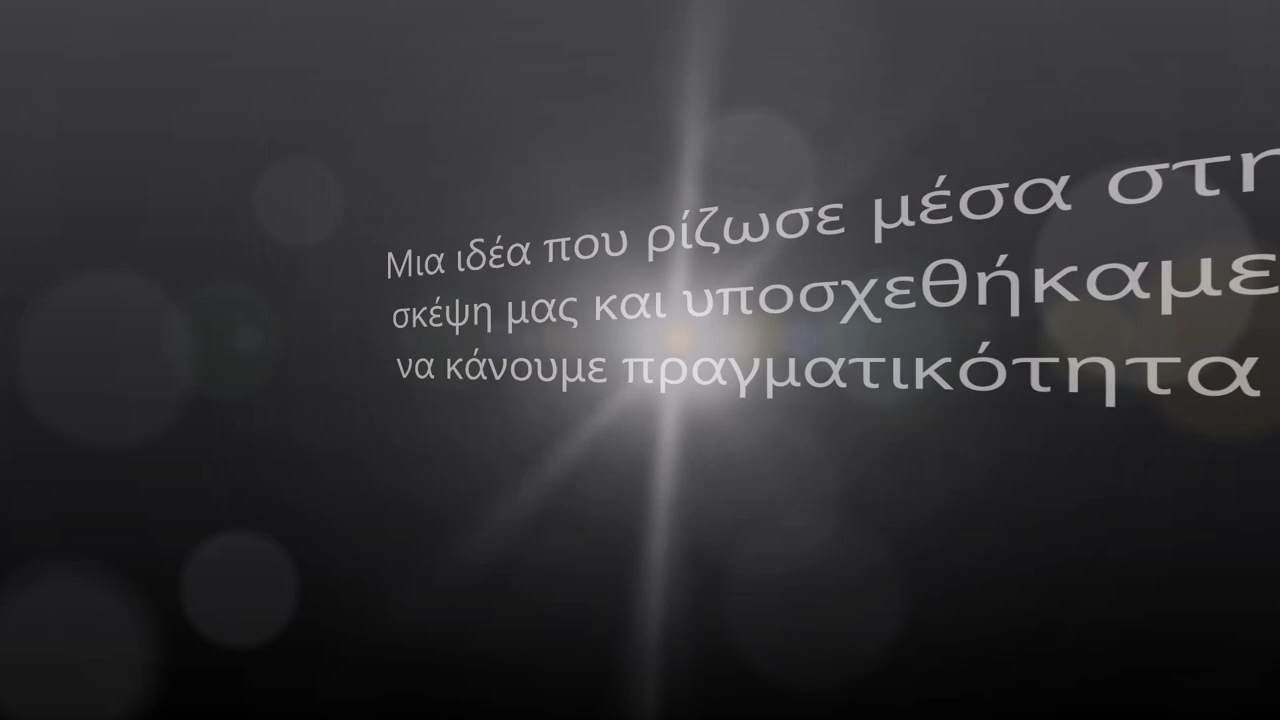 Μια ιδέα που ρίζωσε μέσα στη
σκέψη μας και υποσχεθήκαμε
να κάνουμε πραγματικότητα